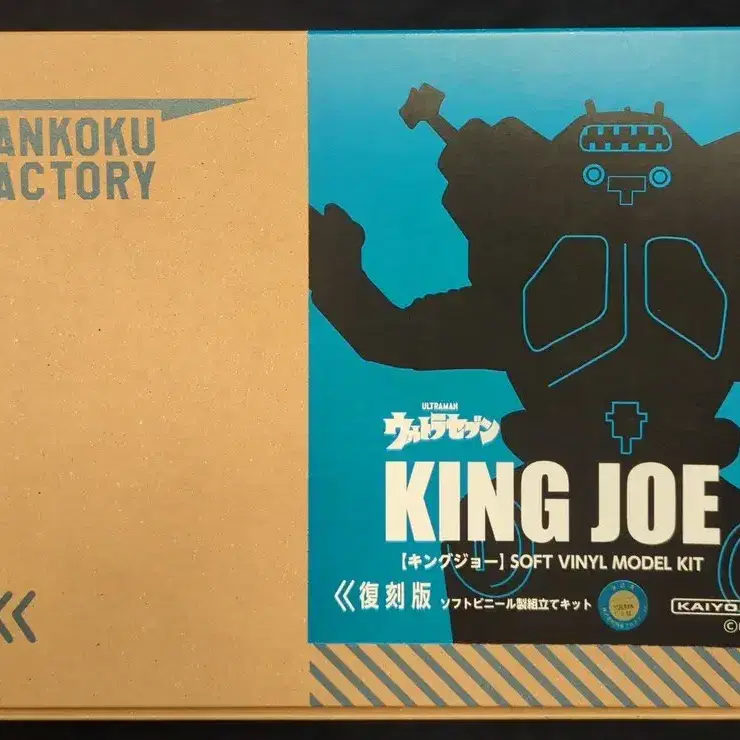 ANKOKU
ACTORY
ULTRAMAN
ウルトラセブン
KING JOE
[キングジョー] SOFT VINYL MODEL KIT
復刻版 ソフトビニール製組立てキット
KAIYO
©